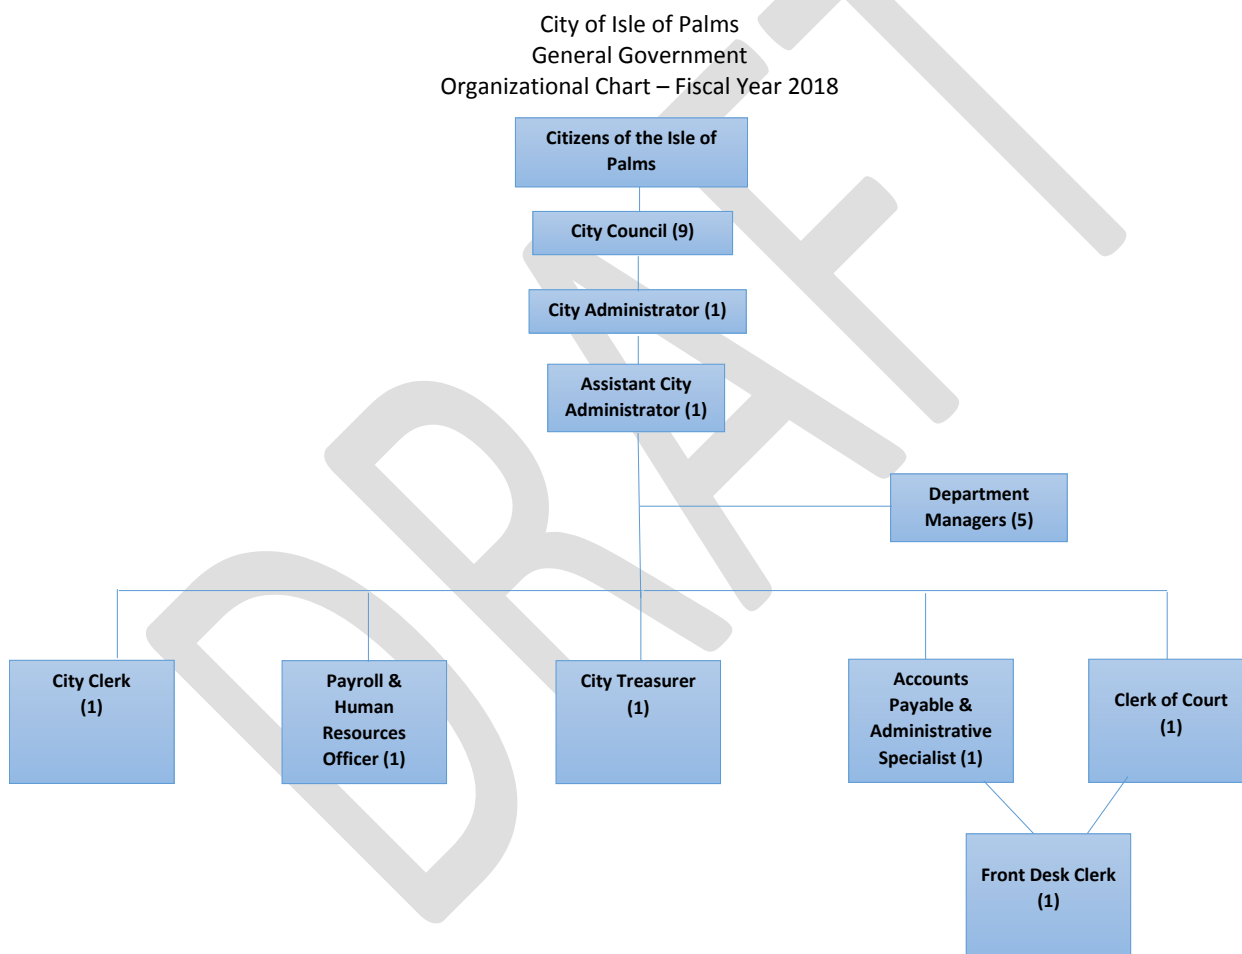 City of Isle of Palms
General Government
Organizational Chart – Fiscal Year 2018
Citizens of the Isle of
Palms
City Council (9)
City Administrator (1)
Assistant City
Administrator (1)
Department
Managers (5)
City Clerk
(1)
Payroll &
Human
Resources
Officer (1)
City Treasurer
(1)
Accounts
Payable &
Administrative
Specialist (1)
Clerk of Court
(1)
Front Desk Clerk
(1)
DRAFT